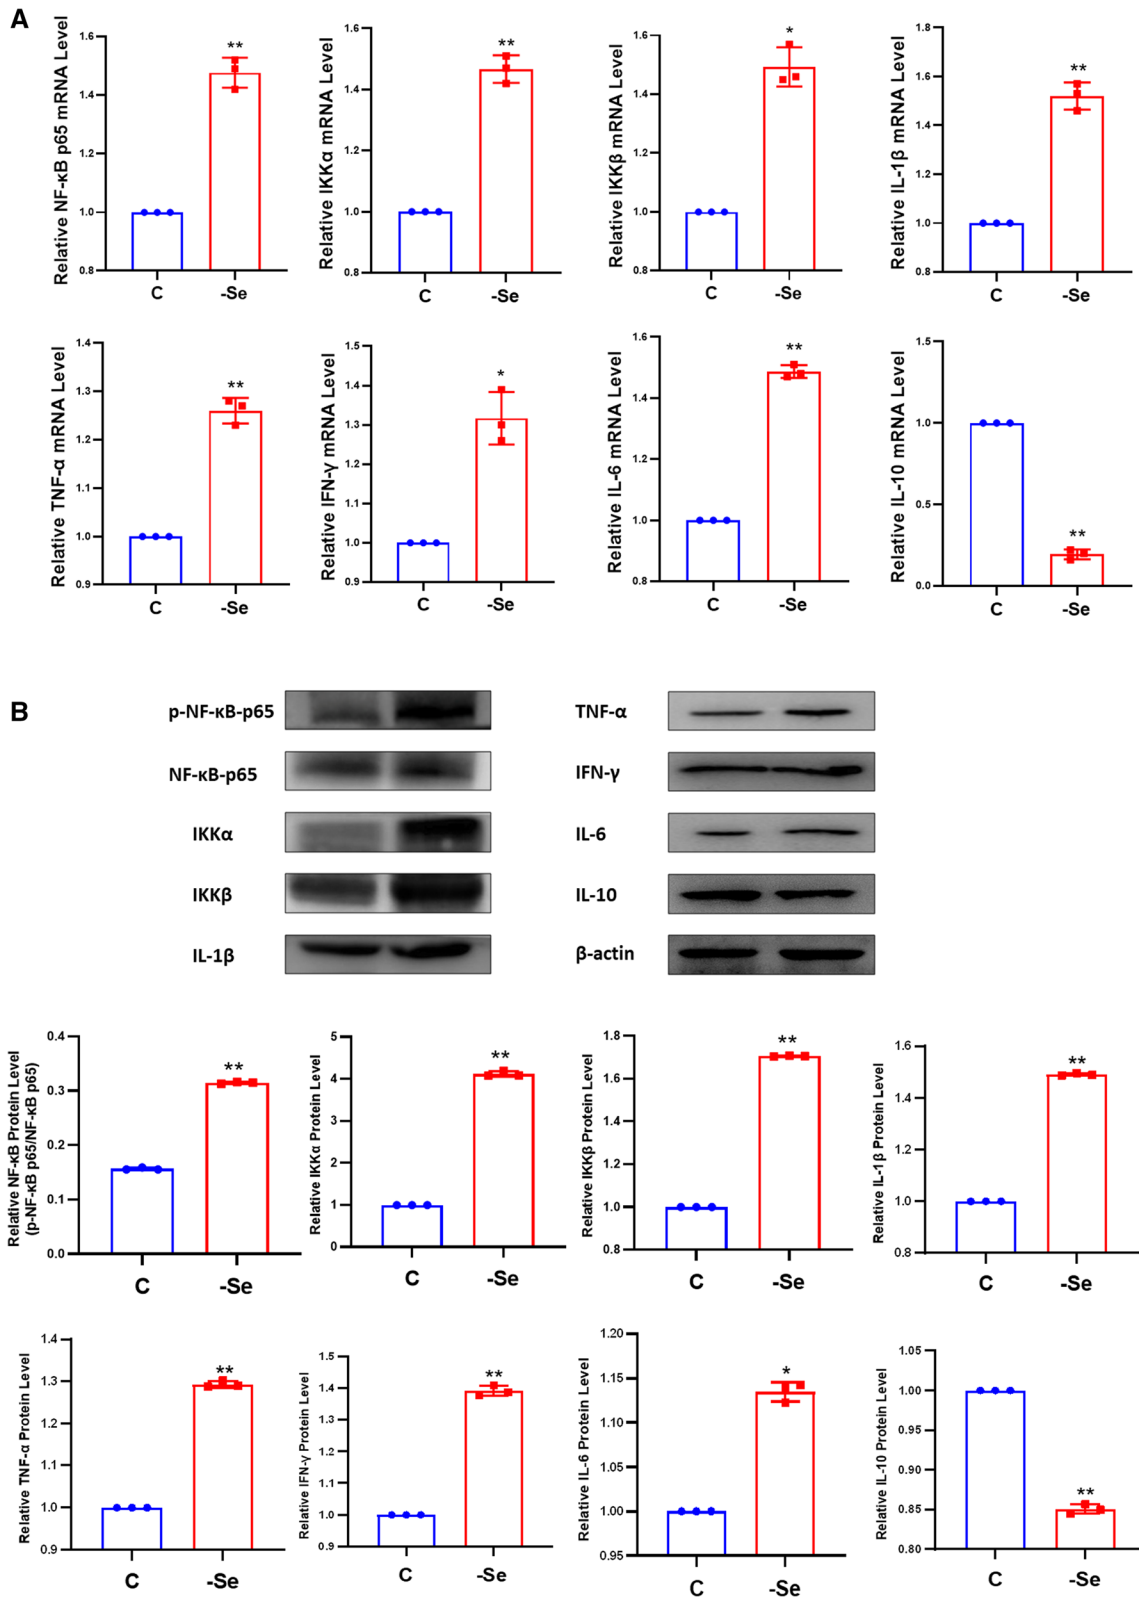 A
Relative NF-κB p65 mRNA Level
1.6
1.4
1.2
1.0
0.8
**
C
-Se
Relative IKKα mRNA Level
1.6
1.4
1.2
1.0
0.8
**
C
-Se
Relative IKKβ mRNA Level
1.6
1.4
1.2
1.0
0.8
*
C
-Se
Relative IL-1β mRNA Level
1.8
1.6
1.4
1.2
1.0
0.8
**
C
-Se
Relative TNF-α mRNA Level
1.4
1.3
1.2
1.1
1.0
0.9
**
C
-Se
Relative IFN-γ mRNA Level
1.5
1.4
1.3
1.2
1.1
1.0
0.9
*
C
-Se
Relative IL-6 mRNA Level
1.6
1.4
1.2
1.0
0.8
**
C
-Se
Relative IL-10 mRNA Level
1.5
1.0
0.5
0.0
**
C
-Se
B
p-NF-κB-p65
NF-κB-p65
IKKα
IKKβ
IL-1β
TNF-α
IFN-γ
IL-6
IL-10
β-actin
Relative NF-κB Protein Level
(p-NF-κB p65/NF-κB p65)
0.4
0.3
0.2
0.1
0.0
**
C
-Se
Relative IKKα Protein Level
5
4
3
2
1
0
**
C
-Se
Relative IKKβ Protein Level
1.8
1.6
1.4
1.2
1.0
0.8
**
C
-Se
Relative IL-1β Protein Level
1.6
1.4
1.2
1.0
0.8
**
C
-Se
Relative TNF-α Protein Level
1.4
1.3
1.2
1.1
1.0
0.9
**
C
-Se
Relative IFN-γ Protein Level
1.5
1.4
1.3
1.2
1.1
1.0
0.9
**
C
-Se
Relative IL-6 Protein Level
1.20
1.15
1.10
1.05
1.00
0.95
*
C
-Se
Relative IL-10 Protein Level
1.05
1.00
0.95
0.90
0.85
0.80
**
C
-Se